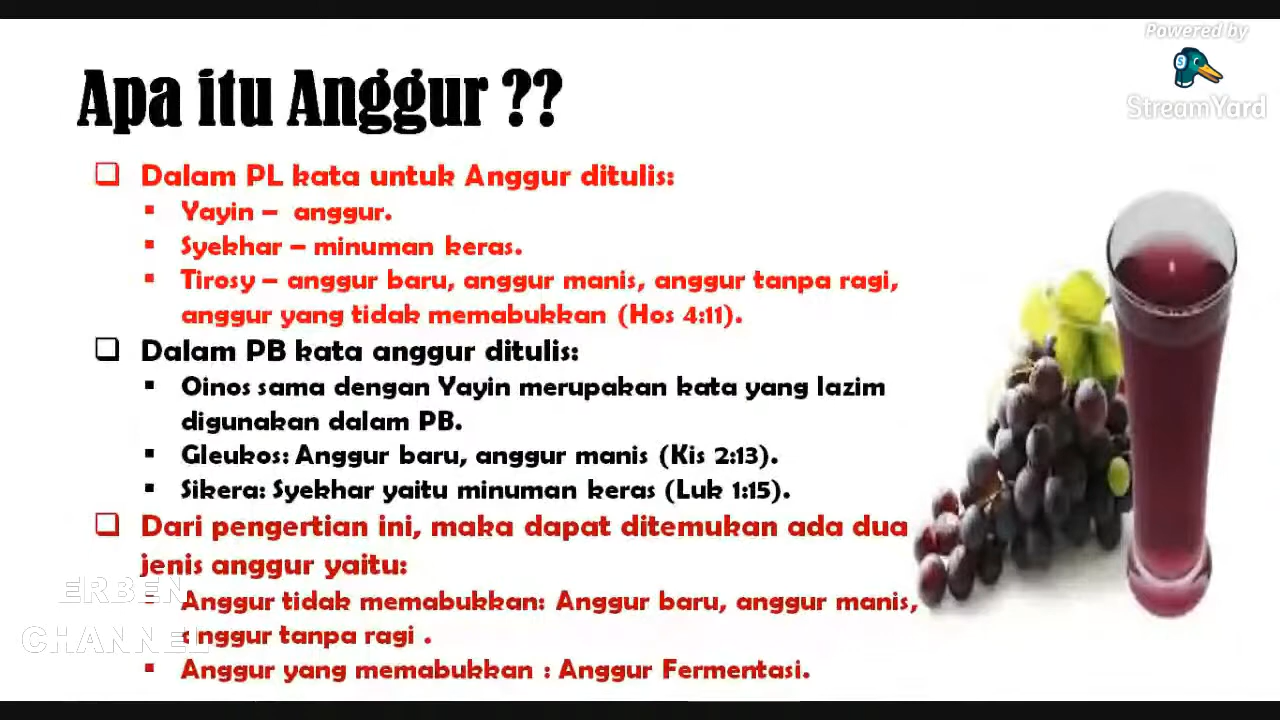 Powered by
StreamYard
Apa itu Anggur ??
Dalam PL kata untuk Anggur ditulis:
Yayin – anggur.
Syekhar – minuman keras.
Tirosy – anggur baru, anggur manis, anggur tanpa ragi,
anggur yang tidak memabukkan (Hos 4:11).
Dalam PB kata anggur ditulis:
Oinos sama dengan Yayin merupakan kata yang lazim
digunakan dalam PB.
Gleukos: Anggur baru, anggur manis (Kis 2:13).
Sikera: Syekhar yaitu minuman keras (Luk 1:15).
Dari pengertian ini, maka dapat ditemukan ada dua
jenis anggur yaitu:
Anggur tidak memabukkan: Anggur baru, anggur manis,
anggur tanpa ragi .
Anggur yang memabukkan : Anggur Fermentasi.
ERBEN
CHANNEL